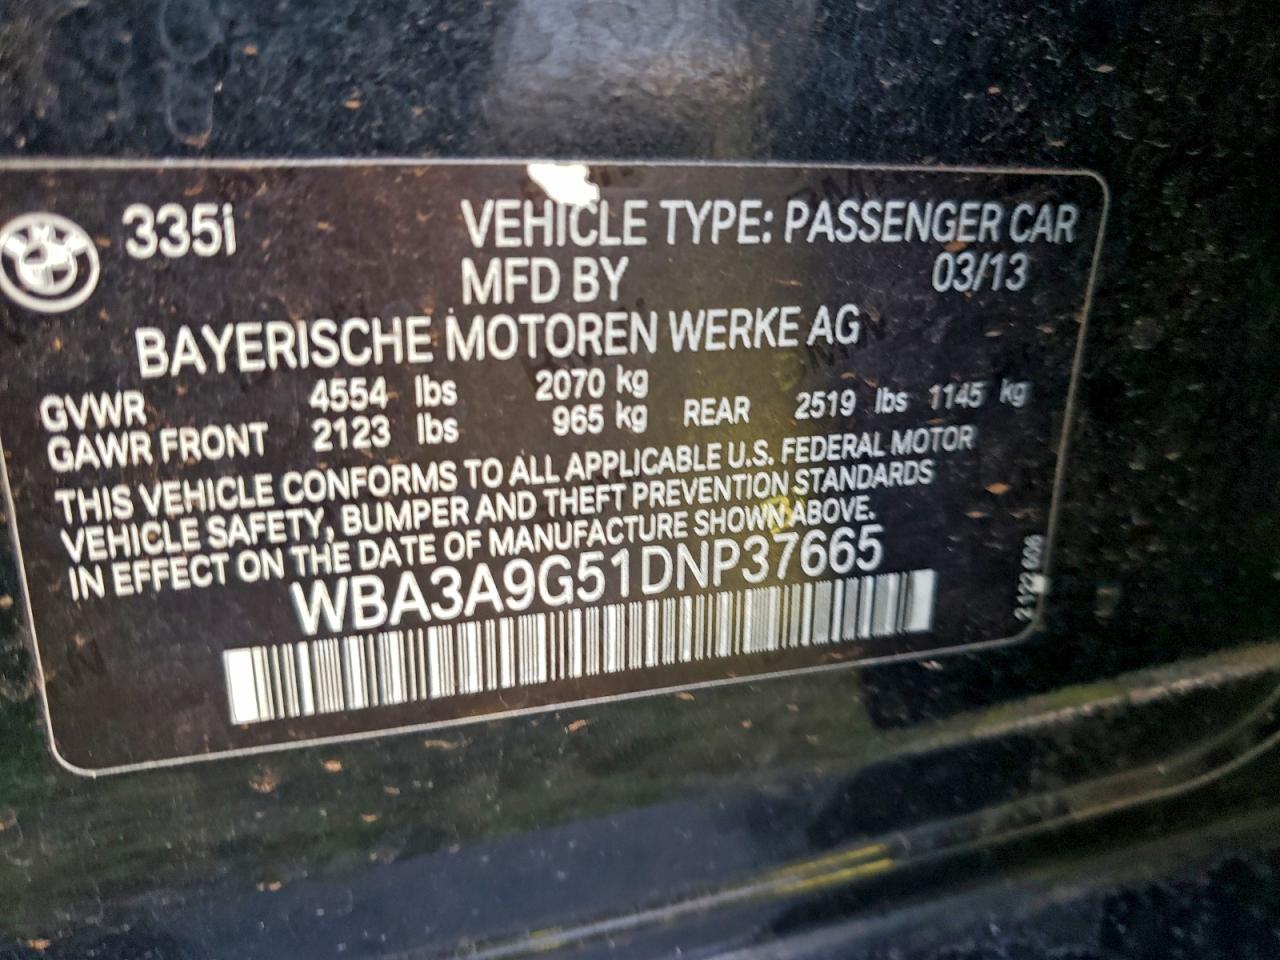 335i VEHICLE TYPE: PASSENGER CAR
MFD BY 03/13
BAYERISCHE MOTOREN WERKE AG
GVWR 4554 lbs 2070 kg
GAWR FRONT 2123 lbs 965 kg REAR 2519 lbs 1145 kg
THIS VEHICLE CONFORMS TO ALL APPLICABLE U.S. FEDERAL MOTOR
VEHICLE SAFETY, BUMPER AND THEFT PREVENTION STANDARDS
IN EFFECT ON THE DATE OF MANUFACTURE SHOWN ABOVE.
WBA3A9G51DNP37665